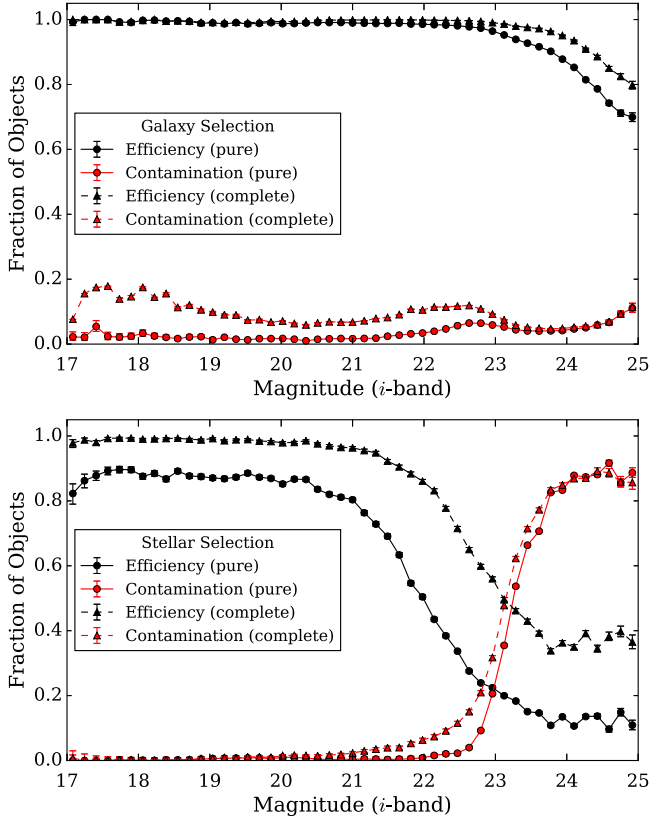 Fraction of Objects
1.0
0.8
0.6
0.4
0.2
0.0
Galaxy Selection
Efficiency (pure)
Contamination (pure)
Efficiency (complete)
Contamination (complete)
17 18 19 20 21 22 23 24 25
Magnitude (i-band)
Fraction of Objects
1.0
0.8
0.6
0.4
0.2
0.0
Stellar Selection
Efficiency (pure)
Contamination (pure)
Efficiency (complete)
Contamination (complete)
17 18 19 20 21 22 23 24 25
Magnitude (i-band)